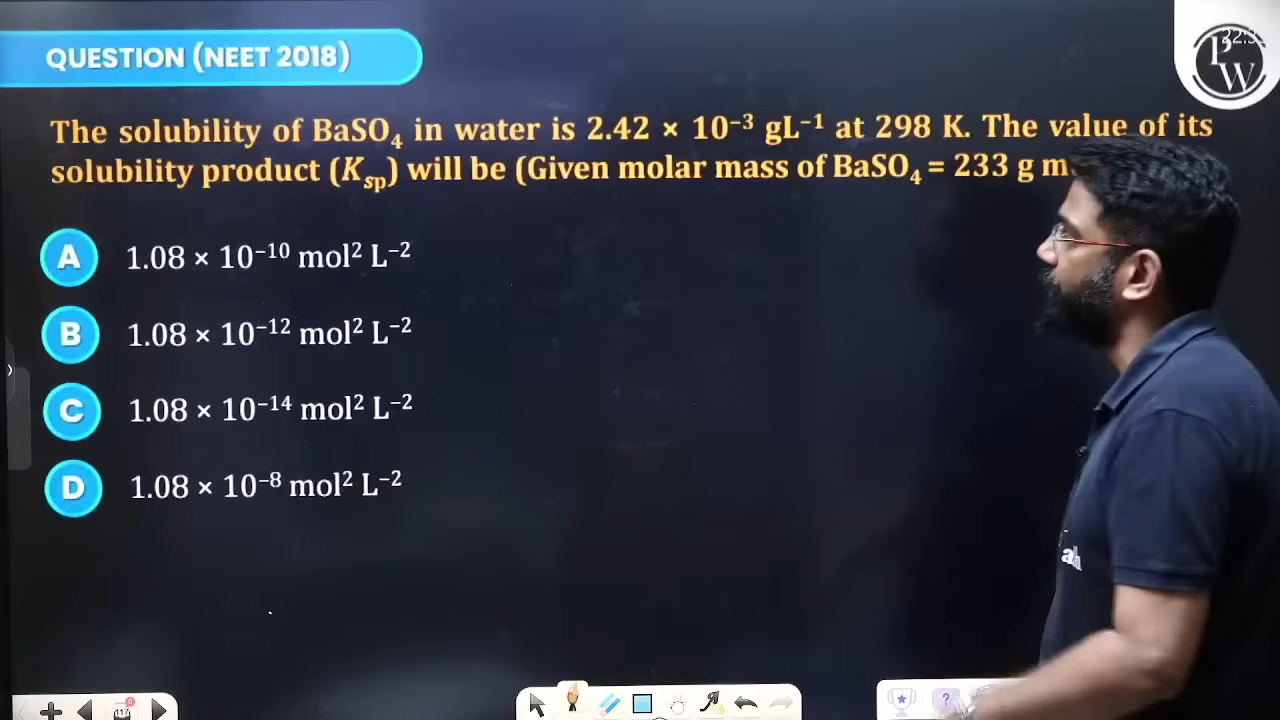 QUESTION (NEET 2018)
PW
The solubility of BaSO₄ in water is 2.42 × 10⁻³ gL⁻¹ at 298 K. The value of its
solubility product (Kₛₚ) will be (Given molar mass of BaSO₄ = 233 g
A 1.08 × 10⁻¹⁰ mol² L⁻²
B 1.08 × 10⁻¹² mol² L⁻²
C 1.08 × 10⁻¹⁴ mol² L⁻²
D 1.08 × 10⁻⁸ mol² L⁻²
ah
417